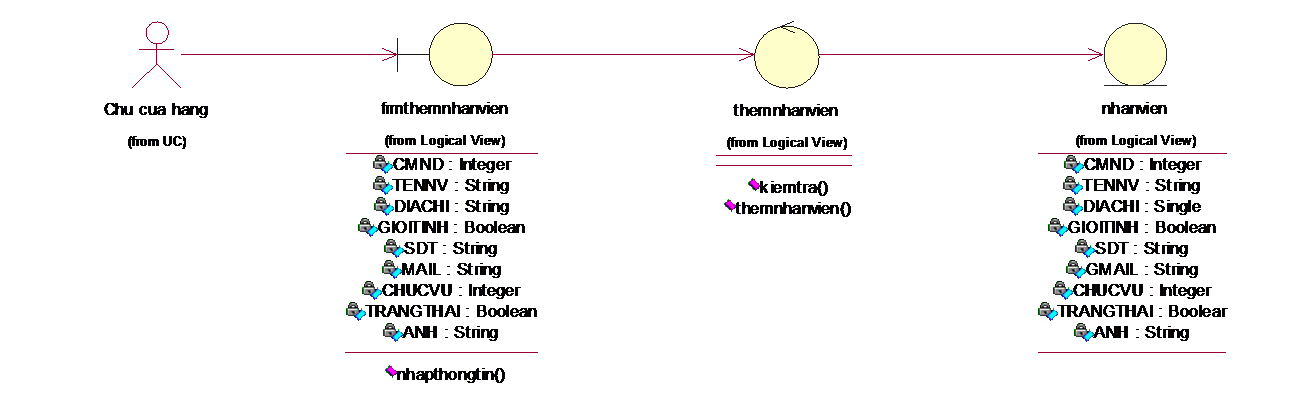 Chu cua hang
(from UC)
frmthemnhanvien
(from Logical View)
CMND : Integer
TENNV : String
DIACHI : String
GIOITINH : Boolean
SDT : String
MAIL : String
CHUCVU : Integer
TRANGTHAI : Boolean
ANH : String
nhapthongtin()
themnhanvien
(from Logical View)
kiemtra()
themnhanvien()
nhanvien
(from Logical View)
CMND : Integer
TENNV : String
DIACHI : Single
GIOITINH : Boolean
SDT : String
GMAIL : String
CHUCVU : Integer
TRANGTHAI : Boolear
ANH : String